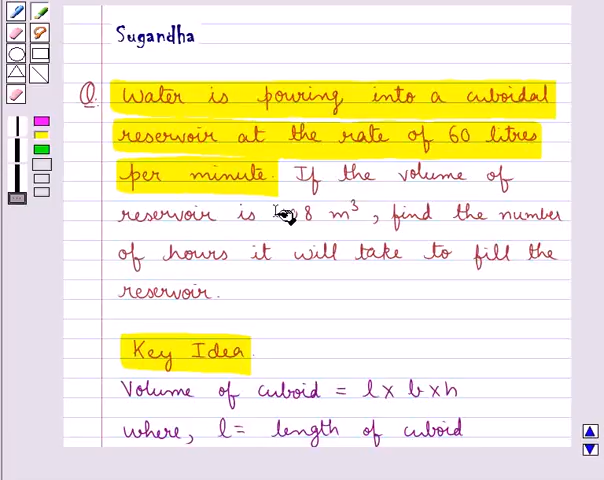 Sugandha
Q. Water is pouring into a cuboidal
reservoir at the rate of 60 litres
per minute. If the volume of
reservoir is 8 m³, find the number
of hours it will take to fill the
reservoir.
Key Idea
Volume of cuboid = l x b x h
where, l = length of cuboid